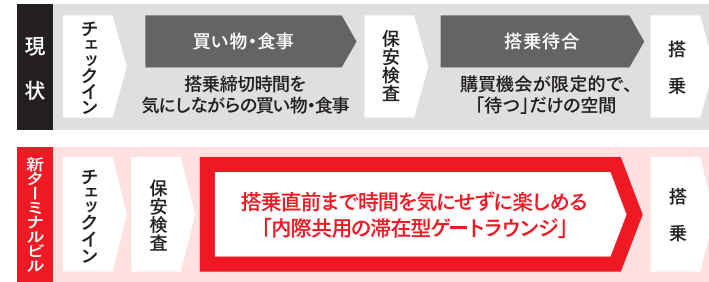 現状
チェックイン
買い物・食事
搭乗締切時間を
気にしながらの買い物・食事
保安検査
搭乗待合
購買機会が限定的で、
「待つ」だけの空間
搭乗
新ターミナルビル
チェックイン
保安検査
搭乗直前まで時間を気にせずに楽しめる
「内際共用の滞在型ゲートラウンジ」
搭乗